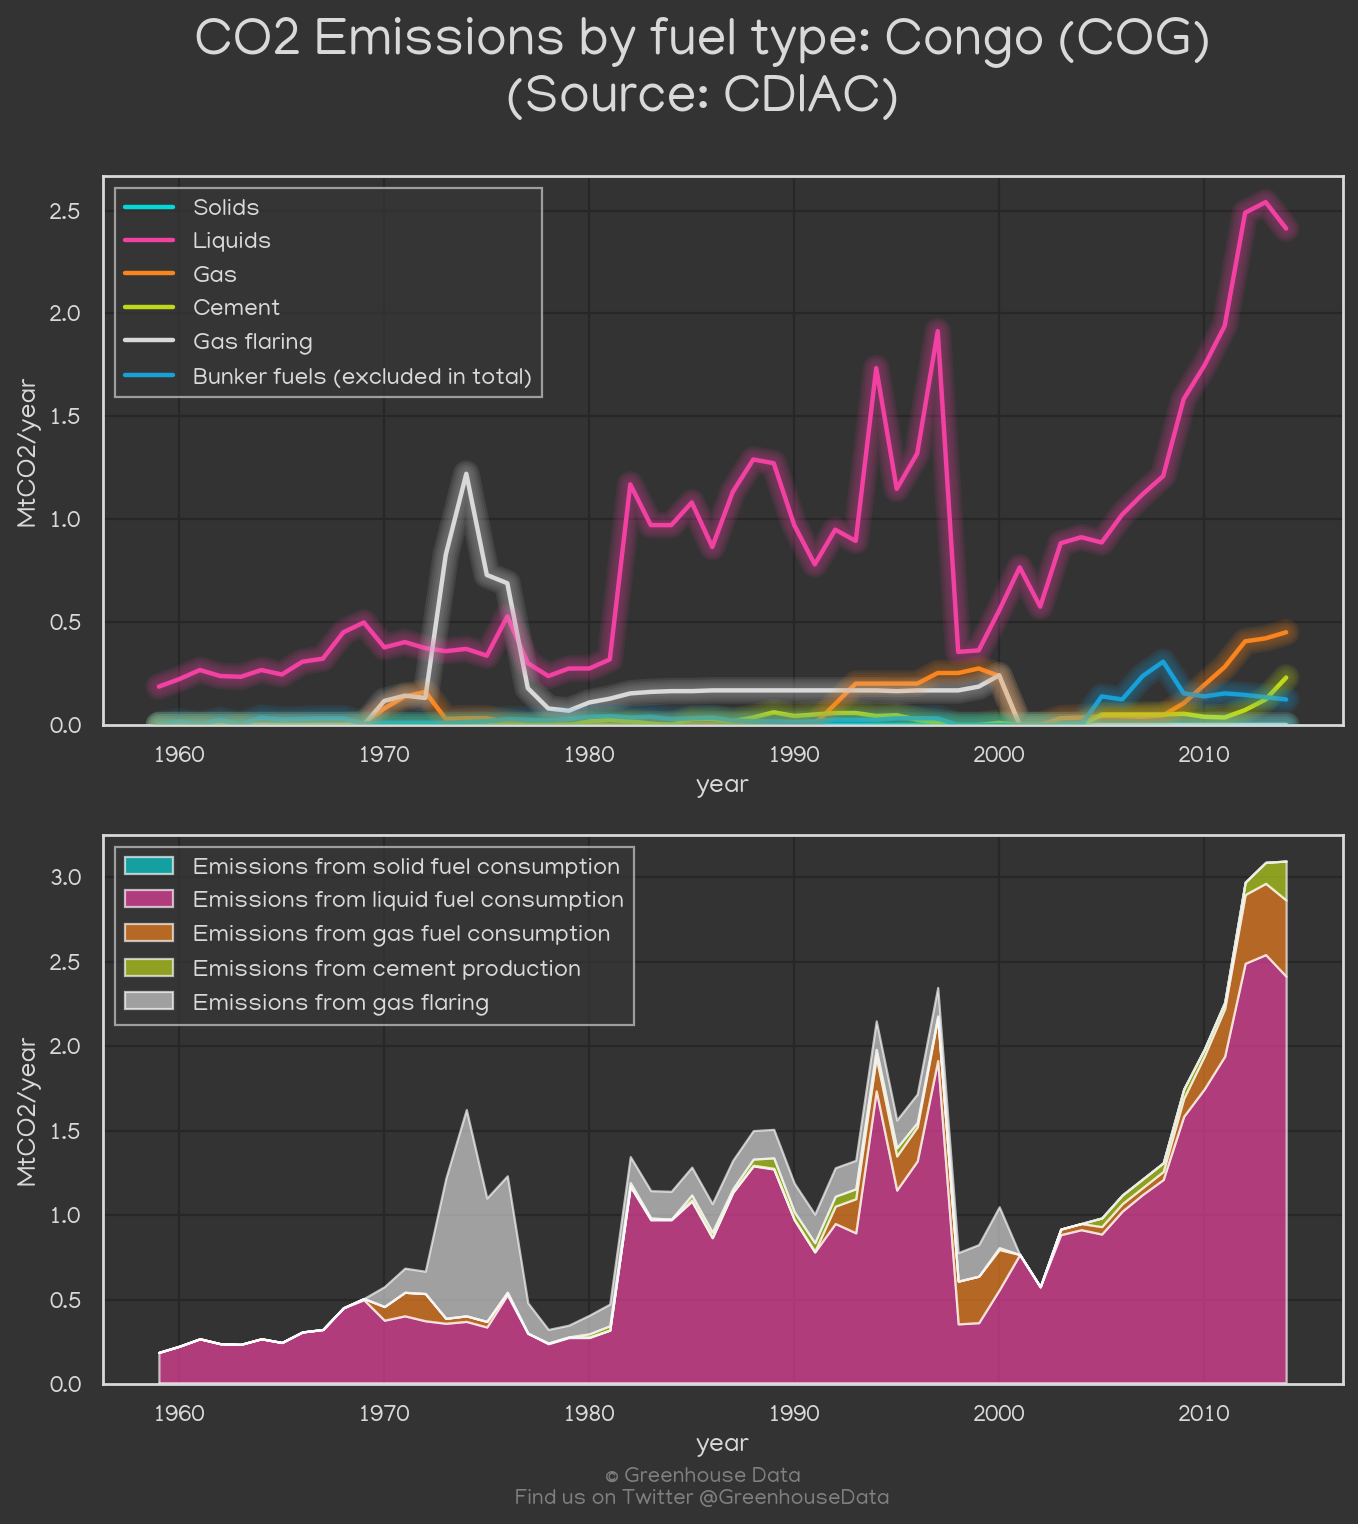 CO2 Emissions by fuel type: Congo (COG)
(Source: CDIAC)
MtCO2/year
2.5
2.0
1.5
1.0
0.5
0.0
Solids
Liquids
Gas
Cement
Gas flaring
Bunker fuels (excluded in total)
1960 1970 1980 1990 2000 2010
year
MtCO2/year
3.0
2.5
2.0
1.5
1.0
0.5
0.0
Emissions from solid fuel consumption
Emissions from liquid fuel consumption
Emissions from gas fuel consumption
Emissions from cement production
Emissions from gas flaring
1960 1970 1980 1990 2000 2010
year
© Greenhouse Data
Find us on Twitter @GreenhouseData